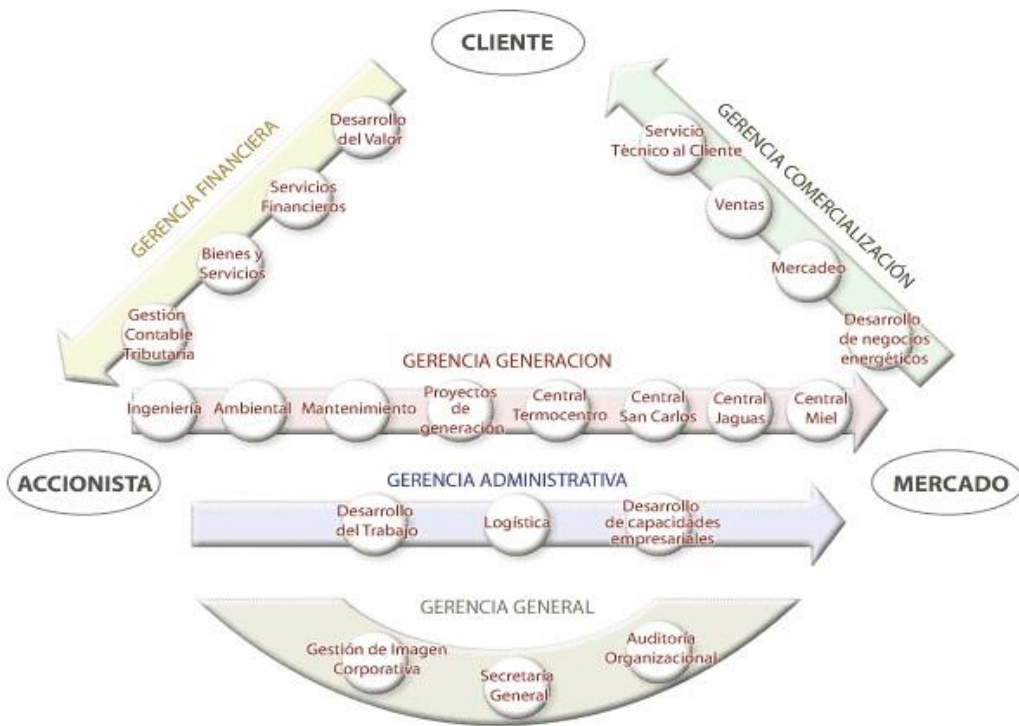 CLIENTE
GERENCIA FINANCIERA
Desarrollo
del Valor
Servicios
Financieros
Bienes y
Servicios
Gestión
Contable
Tributaria
GERENCIA COMERCIALIZACIÓN
Servicio
Técnico al Cliente
Ventas
Mercadeo
Desarrollo
de negocios
energéticos
GERENCIA GENERACION
Ingeniería
Ambiental
Mantenimiento
Proyectos
de
generación
Central
Termocentro
Central
San Carlos
Central
Jaguas
Central
Miel
ACCIONISTA
MERCADO
GERENCIA ADMINISTRATIVA
Desarrollo
del Trabajo
Logística
Desarrollo
de capacidades
empresariales
GERENCIA GENERAL
Gestión de Imagen
Corporativa
Secretaría
General
Auditoría
Organizacional